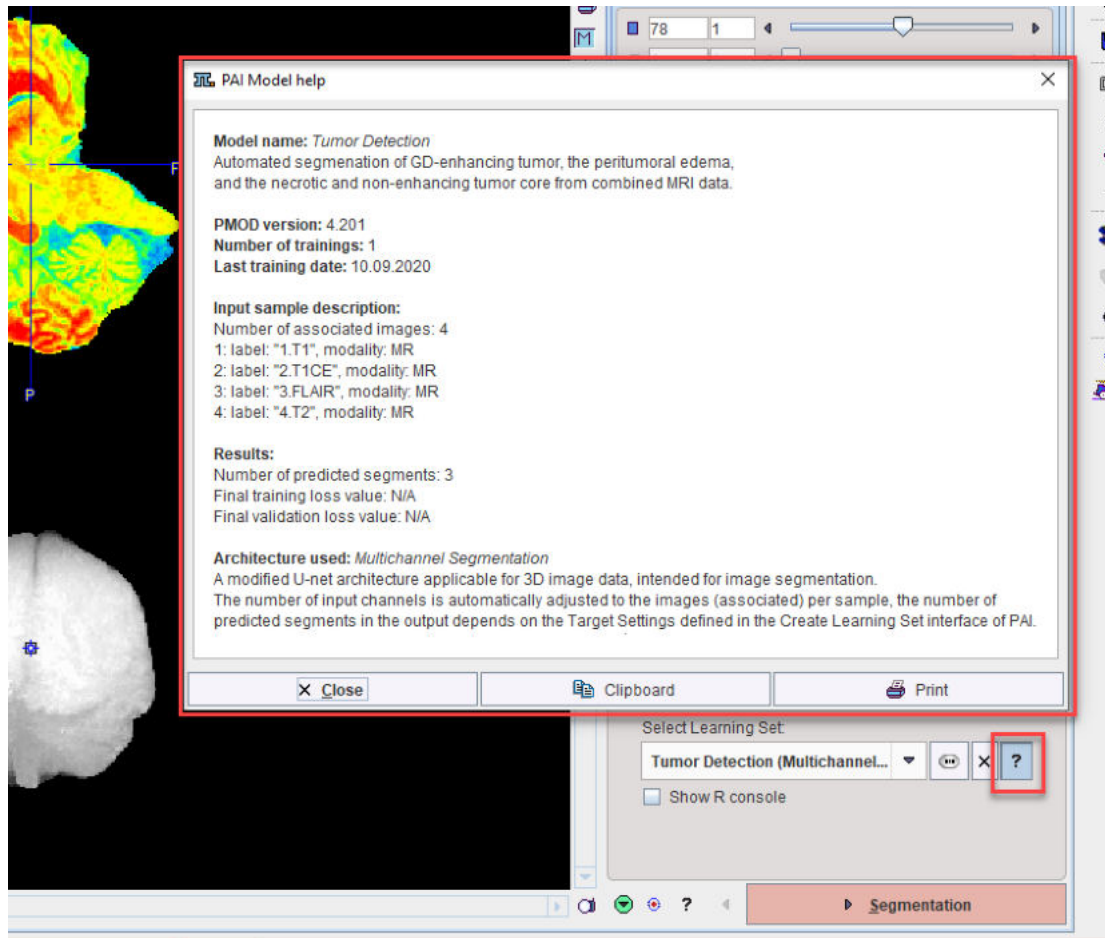 M
78
1
F
PAI Model help
Model name: Tumor Detection
Automated segmenation of GD-enhancing tumor, the peritumoral edema,
and the necrotic and non-enhancing tumor core from combined MRI data.
PMOD version: 4.201
Number of trainings: 1
Last training date: 10.09.2020
Input sample description:
Number of associated images: 4
1: label: "1.T1", modality: MR
2: label: "2.T1CE", modality: MR
3: label: "3.FLAIR", modality: MR
4: label: "4.T2", modality: MR
P
Results:
Number of predicted segments: 3
Final training loss value: N/A
Final validation loss value: N/A
Architecture used: Multichannel Segmentation
A modified U-net architecture applicable for 3D image data, intended for image segmentation.
The number of input channels is automatically adjusted to the images (associated) per sample, the number of
predicted segments in the output depends on the Target Settings defined in the Create Learning Set interface of PAI.
Close
Clipboard
Print
Select Learning Set:
Tumor Detection (Multichannel...
?
Show R console
?
Segmentation